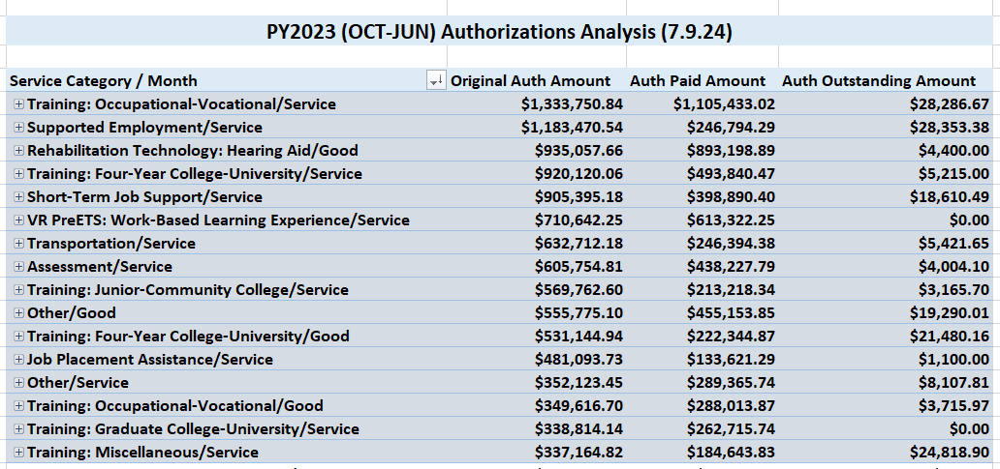 PY2023 (OCT-JUN) Authorizations Analysis (7.9.24)
Service Category / Month Original Auth Amount Auth Paid Amount Auth Outstanding Amount
Training: Occupational-Vocational/Service $1,333,750.84 $1,105,433.02 $28,286.67
Supported Employment/Service $1,183,470.54 $246,794.29 $28,353.38
Rehabilitation Technology: Hearing Aid/Good $935,057.66 $893,198.89 $4,400.00
Training: Four-Year College-University/Service $920,120.06 $493,840.47 $5,215.00
Short-Term Job Support/Service $905,395.18 $398,890.40 $18,610.49
VR PreETS: Work-Based Learning Experience/Service $710,642.25 $613,322.25 $0.00
Transportation/Service $632,712.18 $246,394.38 $5,421.65
Assessment/Service $605,754.81 $438,227.79 $4,004.10
Training: Junior-Community College/Service $569,762.60 $213,218.34 $3,165.70
Other/Good $555,775.10 $455,153.85 $19,290.01
Training: Four-Year College-University/Good $531,144.94 $222,344.87 $21,480.16
Job Placement Assistance/Service $481,093.73 $133,621.29 $1,100.00
Other/Service $352,123.45 $289,365.74 $8,107.81
Training: Occupational-Vocational/Good $349,616.70 $288,013.87 $3,715.97
Training: Graduate College-University/Service $338,814.14 $262,715.74 $0.00
Training: Miscellaneous/Service $337,164.82 $184,643.83 $24,818.90